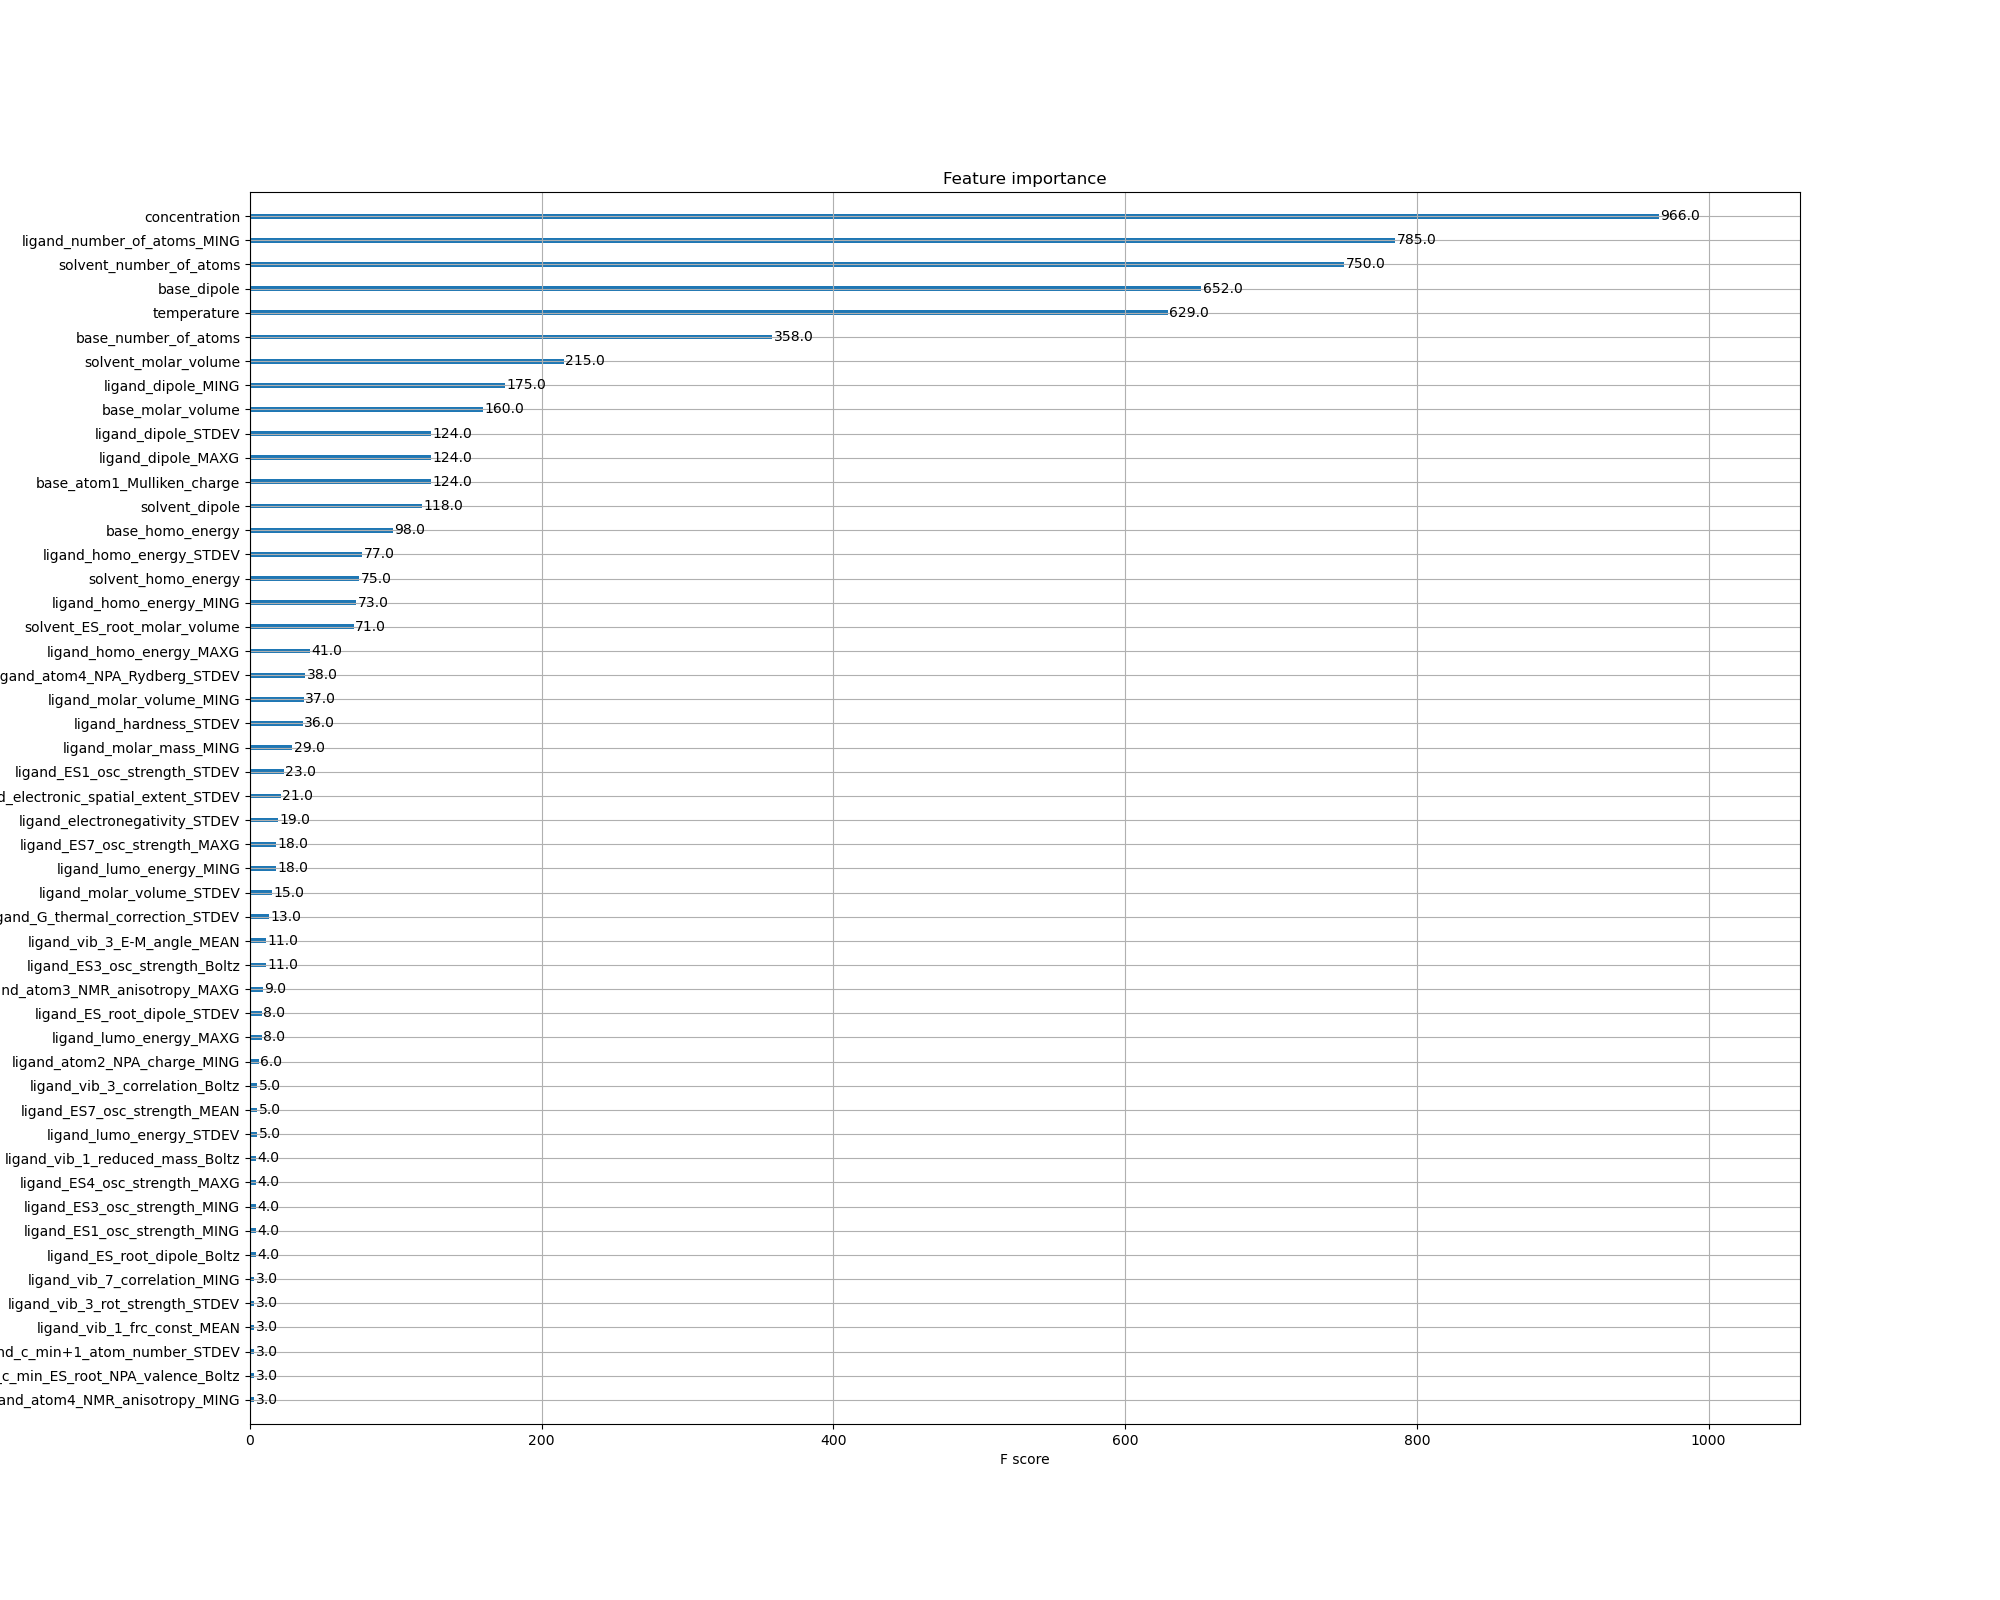 Feature importance
concentration 966.0
ligand_number_of_atoms_MING 785.0
solvent_number_of_atoms 750.0
base_dipole 652.0
temperature 629.0
base_number_of_atoms 358.0
solvent_molar_volume 215.0
ligand_dipole_MING 175.0
base_molar_volume 160.0
ligand_dipole_STDEV 124.0
ligand_dipole_MAXG 124.0
base_atom1_Mulliken_charge 124.0
solvent_dipole 118.0
base_homo_energy 98.0
ligand_homo_energy_STDEV 77.0
solvent_homo_energy 75.0
ligand_homo_energy_MING 73.0
solvent_ES_root_molar_volume 71.0
ligand_homo_energy_MAXG 41.0
gand_atom4_NPA_Rydberg_STDEV 38.0
ligand_molar_volume_MING 37.0
ligand_hardness_STDEV 36.0
ligand_molar_mass_MING 29.0
ligand_ES1_osc_strength_STDEV 23.0
d_electronic_spatial_extent_STDEV 21.0
ligand_electronegativity_STDEV 19.0
ligand_ES7_osc_strength_MAXG 18.0
ligand_lumo_energy_MING 18.0
ligand_molar_volume_STDEV 15.0
gand_G_thermal_correction_STDEV 13.0
ligand_vib_3_E-M_angle_MEAN 11.0
ligand_ES3_osc_strength_Boltz 11.0
nd_atom3_NMR_anisotropy_MAXG 9.0
ligand_ES_root_dipole_STDEV 8.0
ligand_lumo_energy_MAXG 8.0
ligand_atom2_NPA_charge_MING 6.0
ligand_vib_3_correlation_Boltz 5.0
ligand_ES7_osc_strength_MEAN 5.0
ligand_lumo_energy_STDEV 5.0
ligand_vib_1_reduced_mass_Boltz 4.0
ligand_ES4_osc_strength_MAXG 4.0
ligand_ES3_osc_strength_MING 4.0
ligand_ES1_osc_strength_MING 4.0
ligand_ES_root_dipole_Boltz 4.0
ligand_vib_7_correlation_MING 3.0
ligand_vib_3_rot_strength_STDEV 3.0
ligand_vib_1_frc_const_MEAN 3.0
nd_c_min+1_atom_number_STDEV 3.0
_c_min_ES_root_NPA_valence_Boltz 3.0
and_atom4_NMR_anisotropy_MING 3.0
0 200 400 600 800 1000
F score